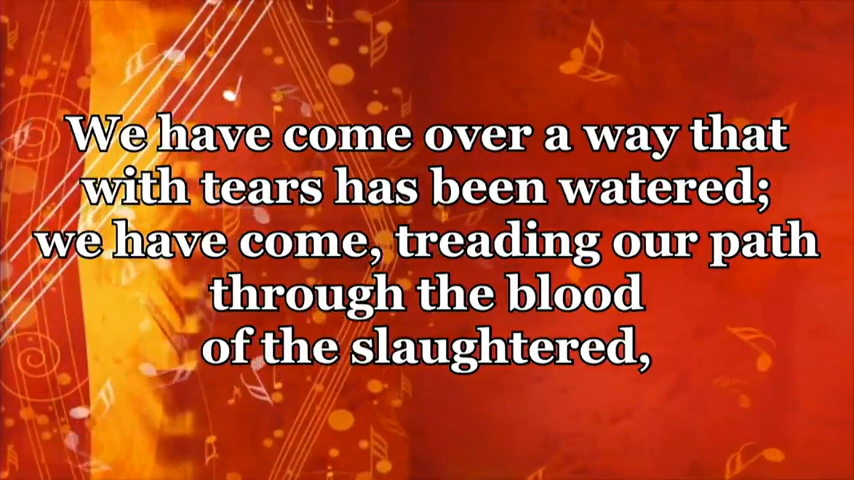 We have come over a way that
with tears has been watered;
we have come, treading our path
through the blood
of the slaughtered,